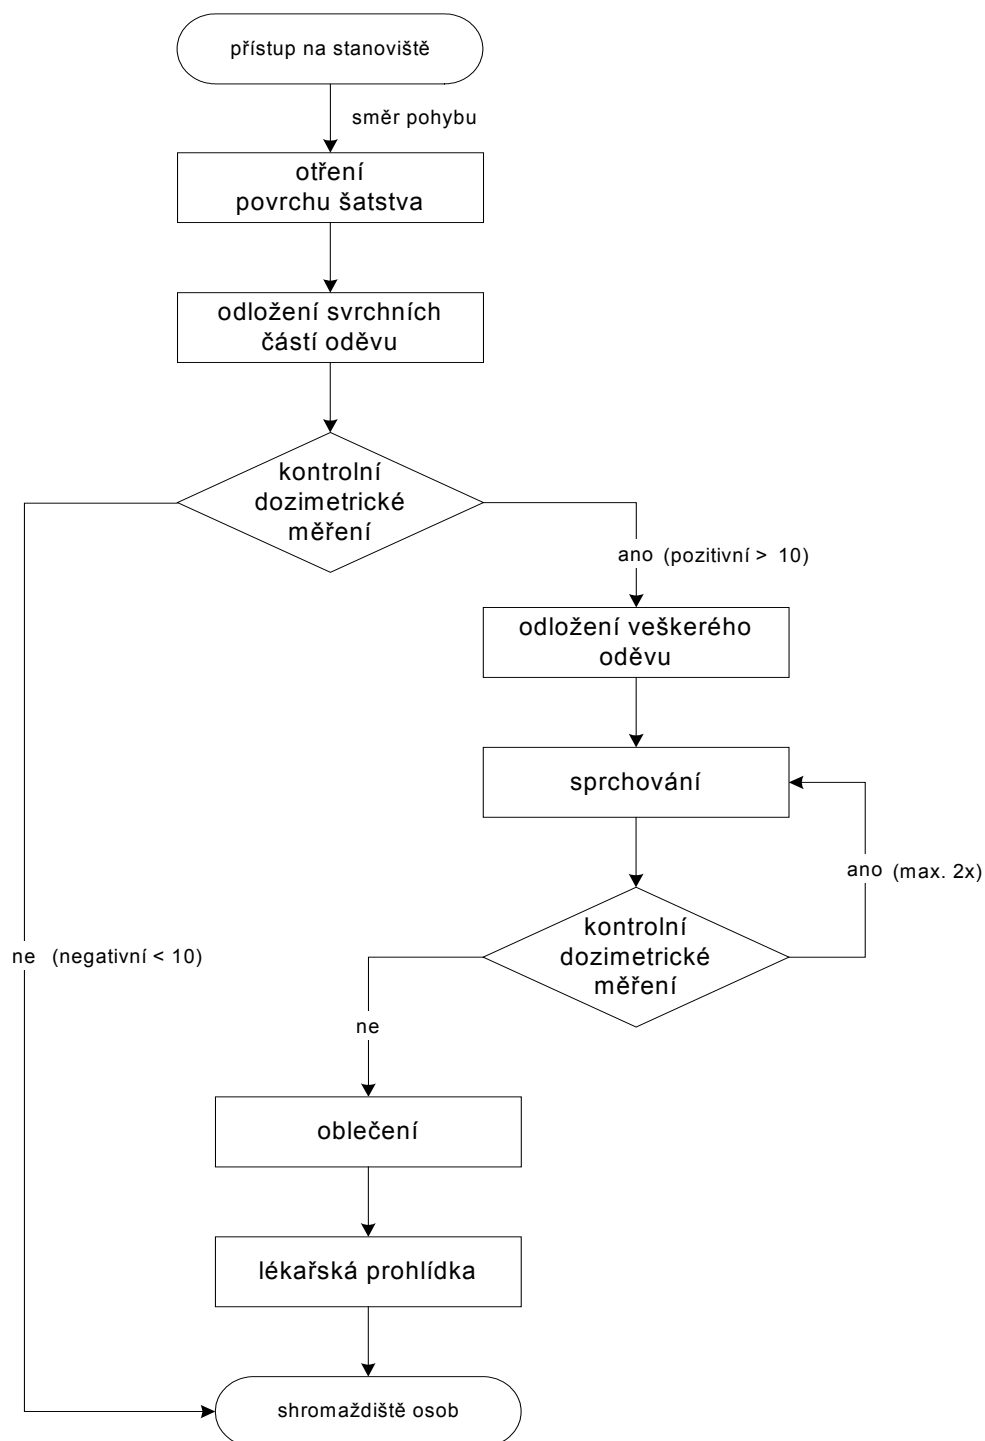 přístup na stanoviště
směr pohybu
otření
povrchu šatstva
odložení svrchních
částí oděvu
kontrolní
dozimetrické
měření
ano (pozitivní > 10)
odložení veškerého
oděvu
sprchování
ano (max. 2x)
kontrolní
dozimetrické
měření
ne (negativní < 10)
ne
oblečení
lékařská prohlídka
shromaždiště osob